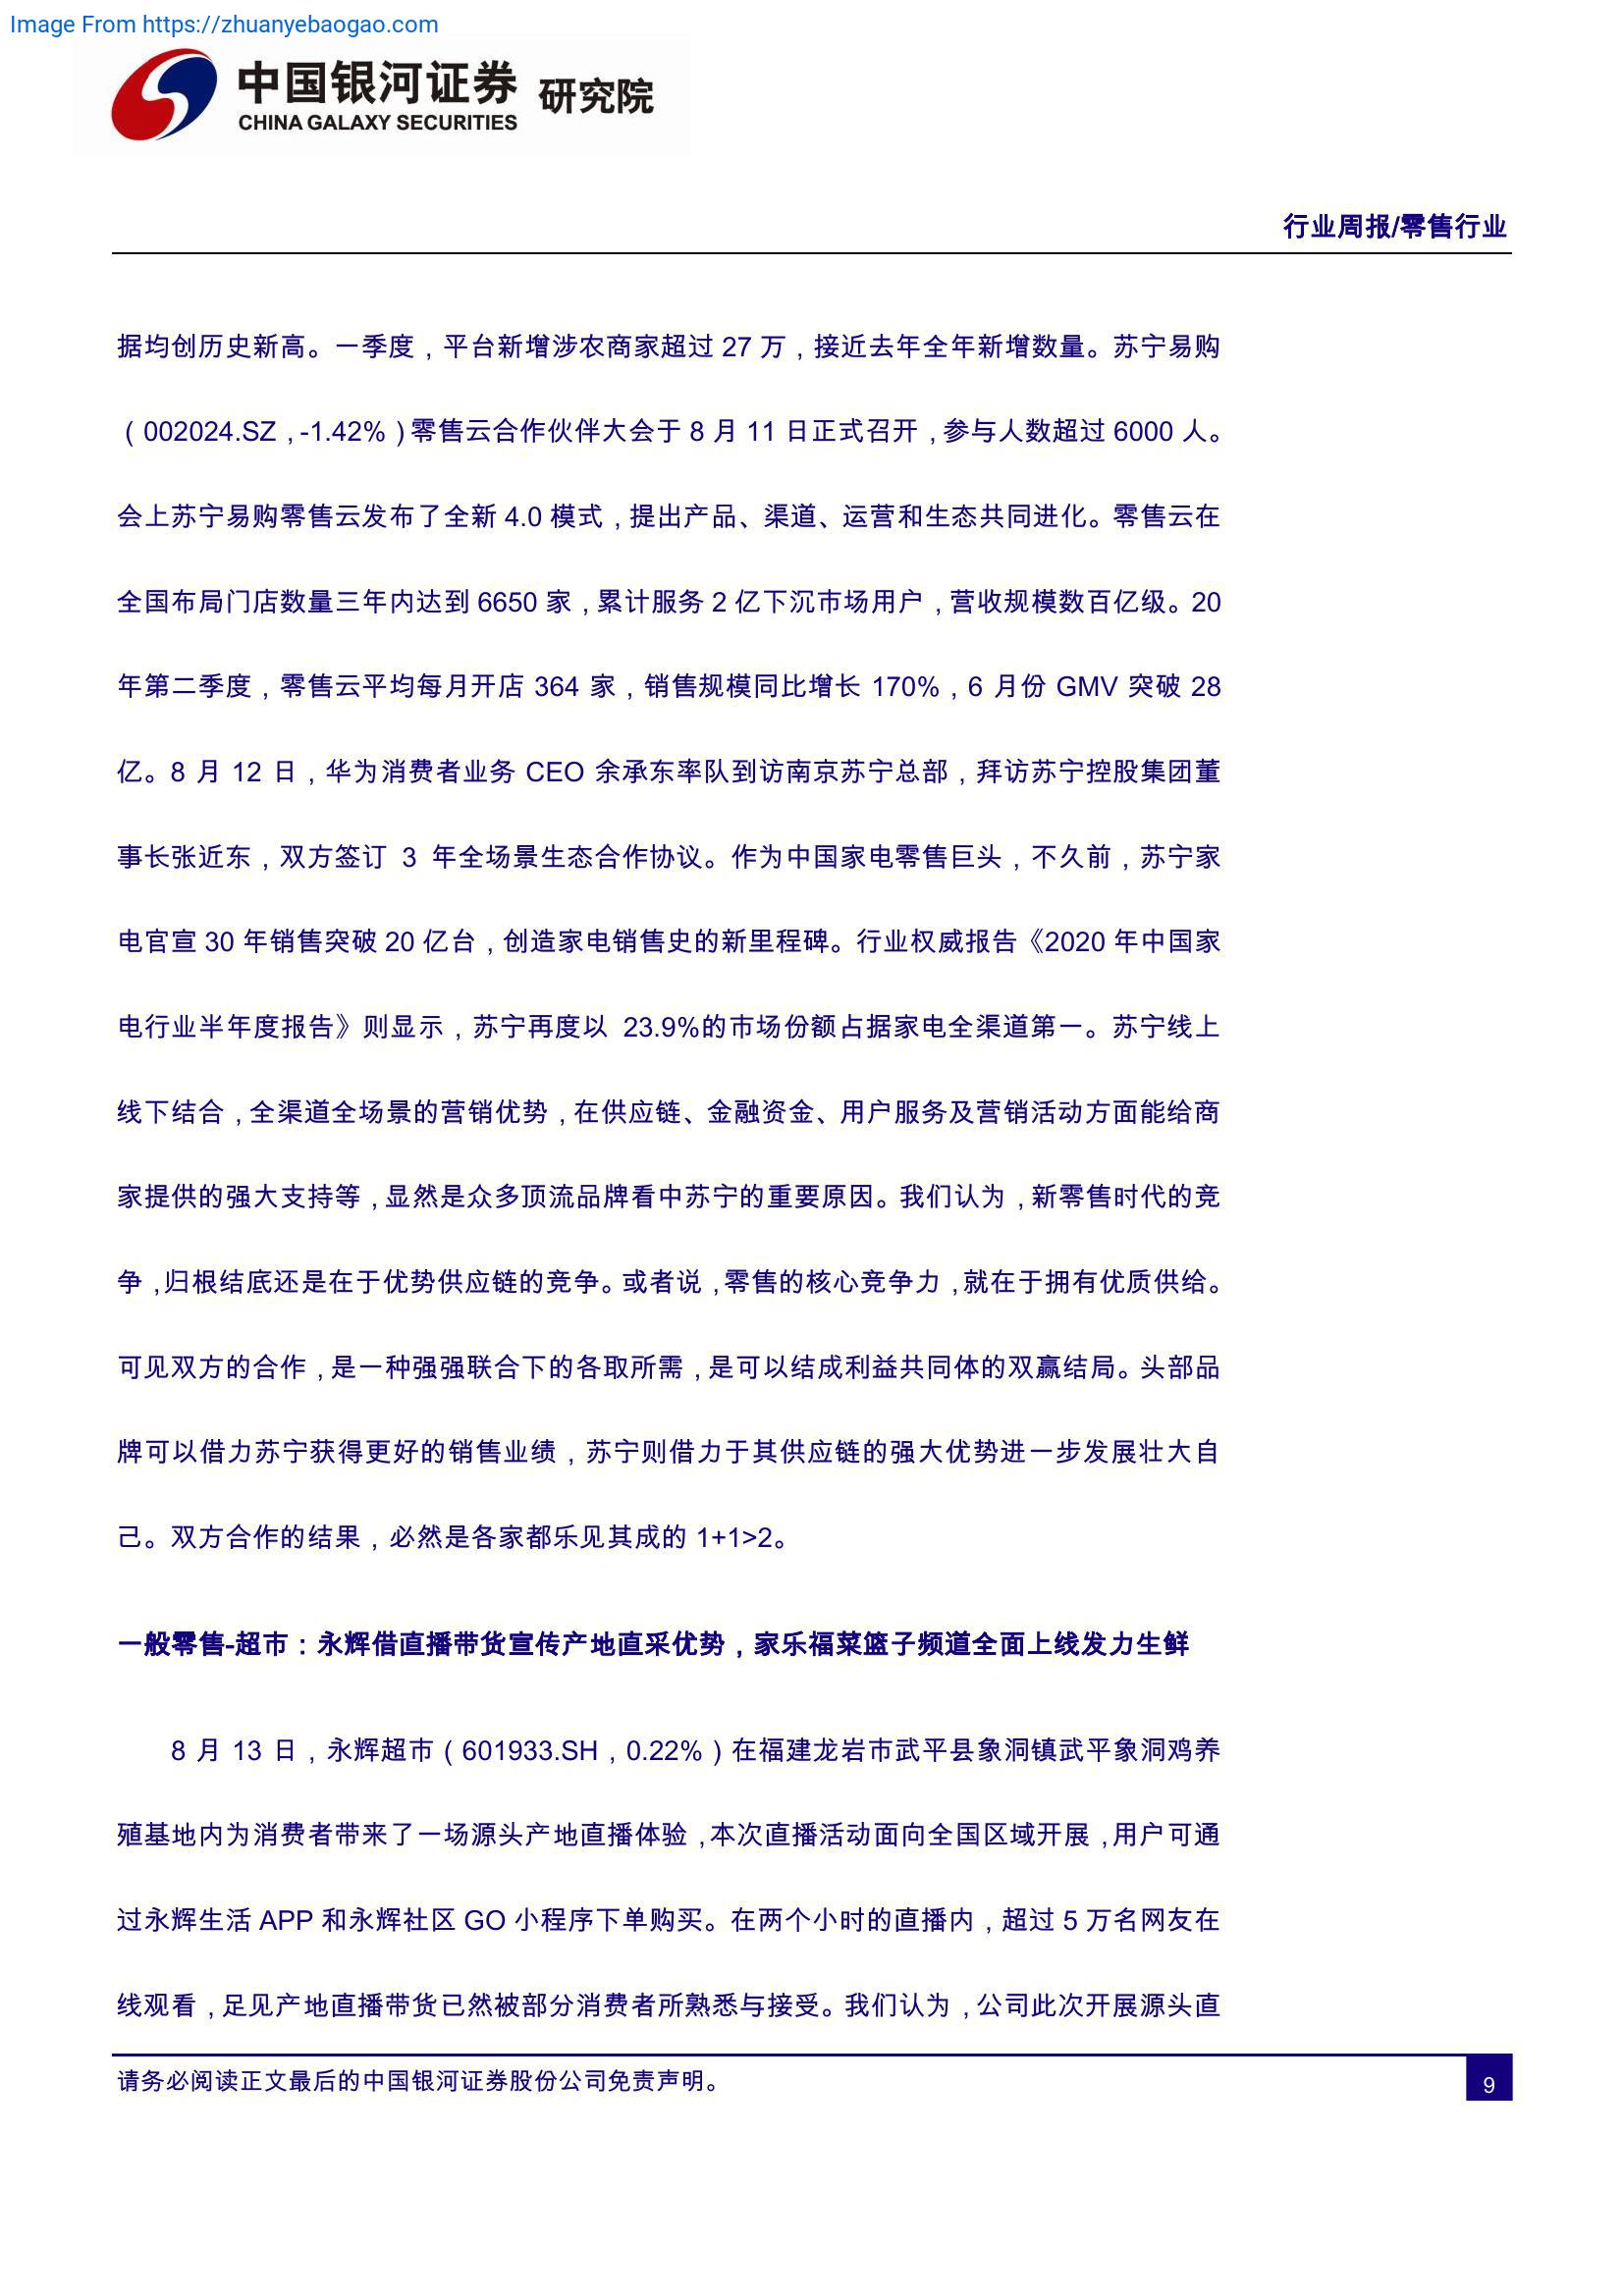 Image From https://zhuanyebaogao.com
中国银河证券 研究院
CHINA GALAXY SECURITIES
行业周报/零售行业
据均创历史新高。一季度，平台新增涉农商家超过 27 万，接近去年全年新增数量。苏宁易购
（002024.SZ，-1.42%）零售云合作伙伴大会于 8 月 11 日正式召开，参与人数超过 6000 人。
会上苏宁易购零售云发布了全新 4.0 模式，提出产品、渠道、运营和生态共同进化。零售云在
全国布局门店数量三年内达到 6650 家，累计服务 2 亿下沉市场用户，营收规模数百亿级。20
年第二季度，零售云平均每月开店 364 家，销售规模同比增长 170%，6 月份 GMV 突破 28
亿。8 月 12 日，华为消费者业务 CEO 余承东率队到访南京苏宁总部，拜访苏宁控股集团董
事长张近东，双方签订 3 年全场景生态合作协议。作为中国家电零售巨头，不久前，苏宁家
电官宣 30 年销售突破 20 亿台，创造家电销售史的新里程碑。行业权威报告《2020 年中国家
电行业半年度报告》则显示，苏宁再度以 23.9%的市场份额占据家电全渠道第一。苏宁线上
线下结合，全渠道全场景的营销优势，在供应链、金融资金、用户服务及营销活动方面能给商
家提供的强大支持等，显然是众多顶流品牌看中苏宁的重要原因。我们认为，新零售时代的竞
争，归根结底还是在于优势供应链的竞争。或者说，零售的核心竞争力，就在于拥有优质供给。
可见双方的合作，是一种强强联合下的各取所需，是可以结成利益共同体的双赢结局。头部品
牌可以借力苏宁获得更好的销售业绩，苏宁则借力于其供应链的强大优势进一步发展壮大自
己。双方合作的结果，必然是各家都乐见其成的 1+1>2。
一般零售-超市：永辉借直播带货宣传产地直采优势，家乐福菜篮子频道全面上线发力生鲜
8 月 13 日，永辉超市（601933.SH，0.22%）在福建龙岩市武平县象洞镇武平象洞鸡养
殖基地内为消费者带来了一场源头产地直播体验，本次直播活动面向全国区域开展，用户可通
过永辉生活 APP 和永辉社区 GO 小程序下单购买。在两个小时的直播内，超过 5 万名网友在
线观看，足见产地直播带货已然被部分消费者所熟悉与接受。我们认为，公司此次开展源头直
请务必阅读正文最后的中国银河证券股份公司免责声明。
9